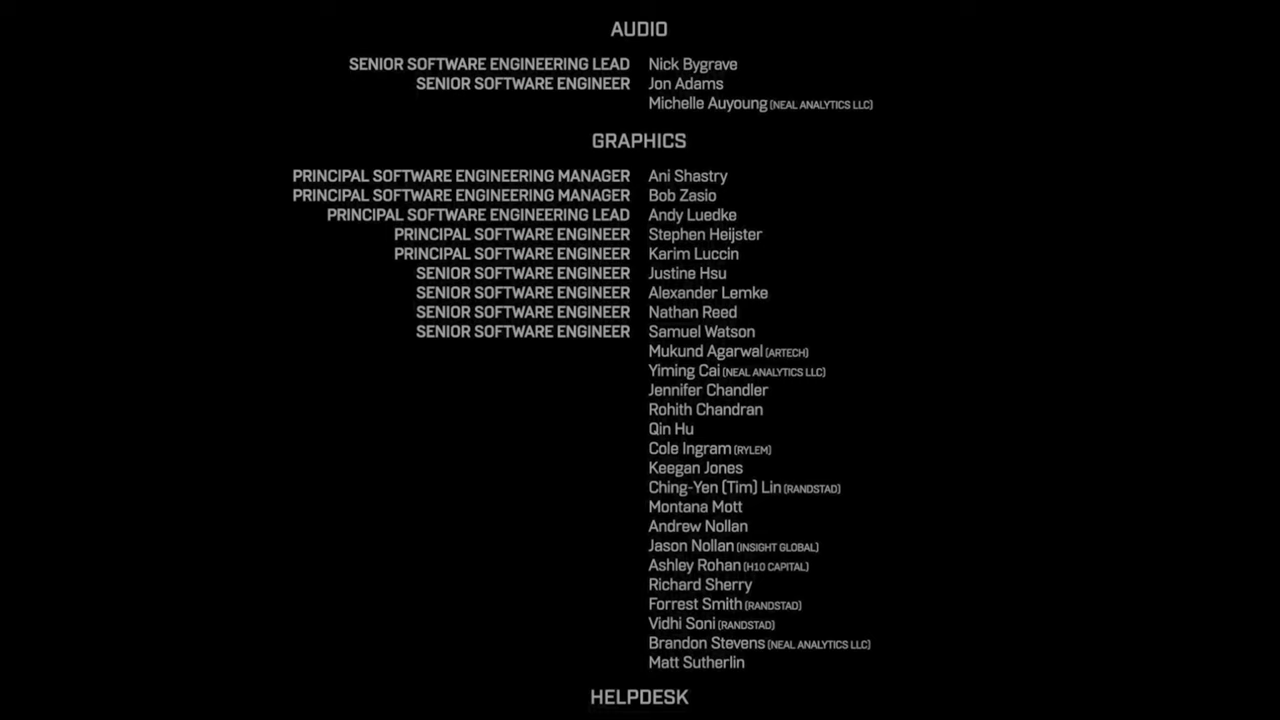 AUDIO
SENIOR SOFTWARE ENGINEERING LEAD Nick Bygrave
SENIOR SOFTWARE ENGINEER Jon Adams
Michelle Auyoung (NEAL ANALYTICS LLC)
GRAPHICS
PRINCIPAL SOFTWARE ENGINEERING MANAGER Ani Shastry
PRINCIPAL SOFTWARE ENGINEERING MANAGER Bob Zasio
PRINCIPAL SOFTWARE ENGINEERING LEAD Andy Luedke
PRINCIPAL SOFTWARE ENGINEER Stephen Heijster
PRINCIPAL SOFTWARE ENGINEER Karim Luccin
SENIOR SOFTWARE ENGINEER Justine Hsu
SENIOR SOFTWARE ENGINEER Alexander Lemke
SENIOR SOFTWARE ENGINEER Nathan Reed
SENIOR SOFTWARE ENGINEER Samuel Watson
Mukund Agarwal (ARTECH)
Yiming Cai (NEAL ANALYTICS LLC)
Jennifer Chandler
Rohith Chandran
Qin Hu
Cole Ingram (RYLEM)
Keegan Jones
Ching-Yen (Tim) Lin (RANDSTAD)
Montana Mott
Andrew Nollan
Jason Nollan (INSIGHT GLOBAL)
Ashley Rohan (H10 CAPITAL)
Richard Sherry
Forrest Smith (RANDSTAD)
Vidhi Soni (RANDSTAD)
Brandon Stevens (NEAL ANALYTICS LLC)
Matt Sutherlin
HELPDESK